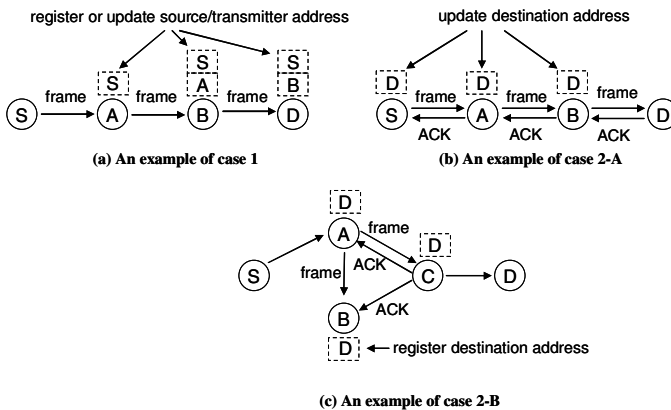 register or update source/transmitter address
S
S
S
A
B
frame
frame
frame
S
A
B
D
(a) An example of case 1
update destination address
D
D
D
frame
frame
frame
S
A
B
D
ACK
ACK
ACK
(b) An example of case 2-A
D
A
frame
D
S
frame
ACK
C
D
B
ACK
D
register destination address
(c) An example of case 2-B